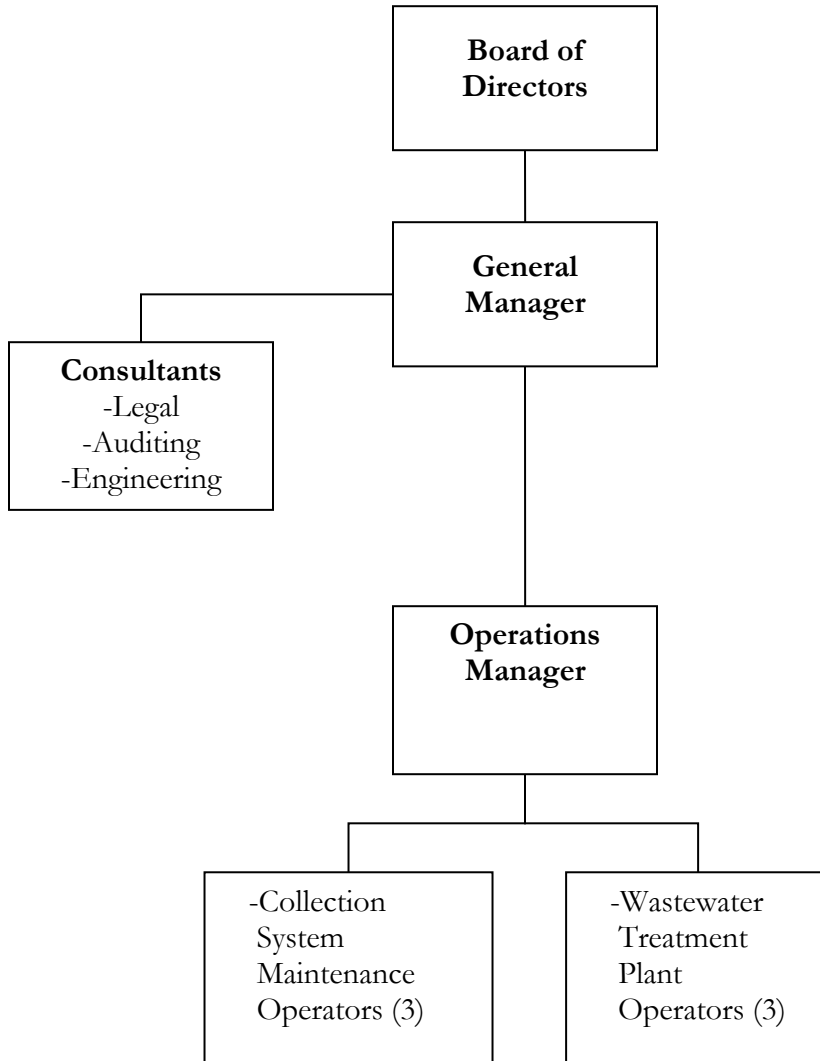 Board of
Directors
General
Manager
Consultants
-Legal
-Auditing
-Engineering
Operations
Manager
-Collection
System
Maintenance
Operators (3)
-Wastewater
Treatment
Plant
Operators (3)